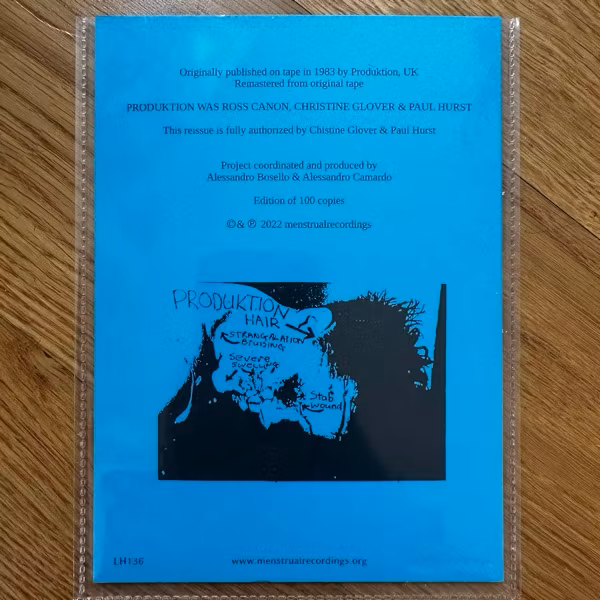 Originally published on tape in 1983 by Produktion, UK
Remastered from original tape
PRODUKTION WAS ROSS CANON, CHRISTINE GLOVER & PAUL HURST
This reissue is fully authorized by Chistine Glover & Paul Hurst
Project coordinated and produced by
Alessandro Bosello & Alessandro Camardo
Edition of 100 copies
©& ℗ 2022 menstrualrecordings
PRODUKTION
HAIR
STRANGALATION
BRUISING
Severe
SWELLING
Stab
wound
LH136
www.menstrualrecordings.org